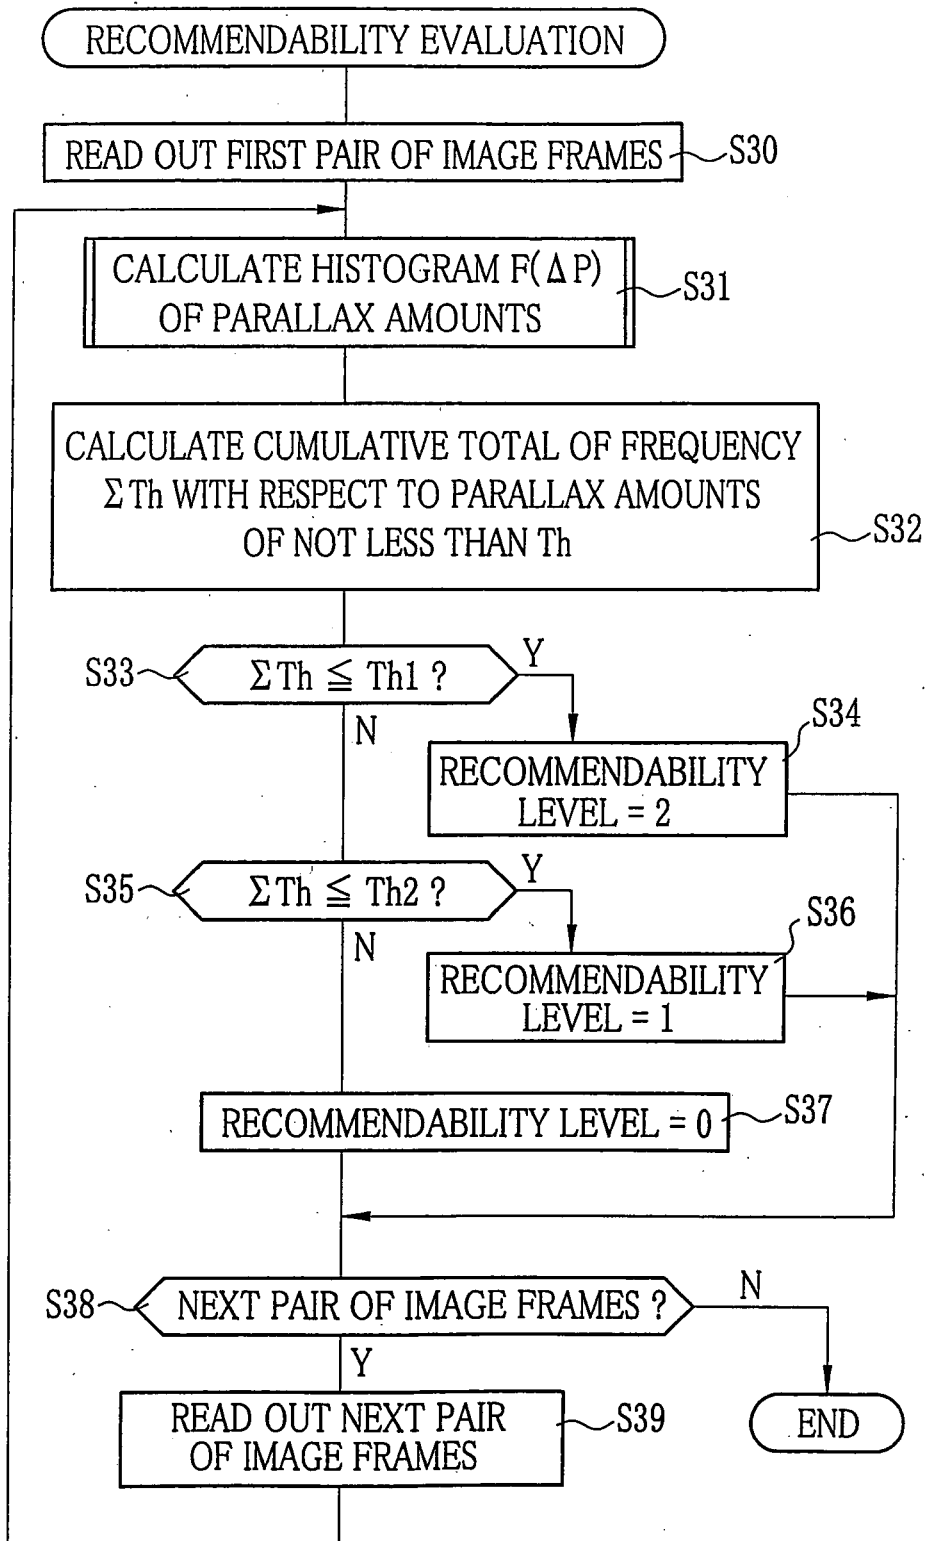 RECOMMENDABILITY EVALUATION
READ OUT FIRST PAIR OF IMAGE FRAMES
S30
CALCULATE HISTOGRAM F(ΔP)
OF PARALLAX AMOUNTS
S31
CALCULATE CUMULATIVE TOTAL OF FREQUENCY
ΣTh WITH RESPECT TO PARALLAX AMOUNTS
OF NOT LESS THAN Th
S32
S33
ΣTh ≦ Th1 ?
Y
N
S34
RECOMMENDABILITY
LEVEL = 2
S35
ΣTh ≦ Th2 ?
Y
N
S36
RECOMMENDABILITY
LEVEL = 1
RECOMMENDABILITY LEVEL = 0
S37
S38
NEXT PAIR OF IMAGE FRAMES ?
N
Y
READ OUT NEXT PAIR
OF IMAGE FRAMES
S39
END